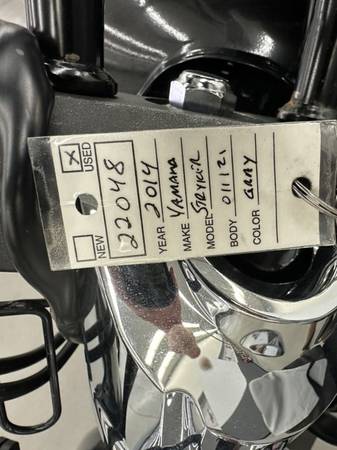 NEW X USED
22048
YEAR 2014
MAKE YAMAHA
MODEL STRYKER
BODY 011121
COLOR GRAY